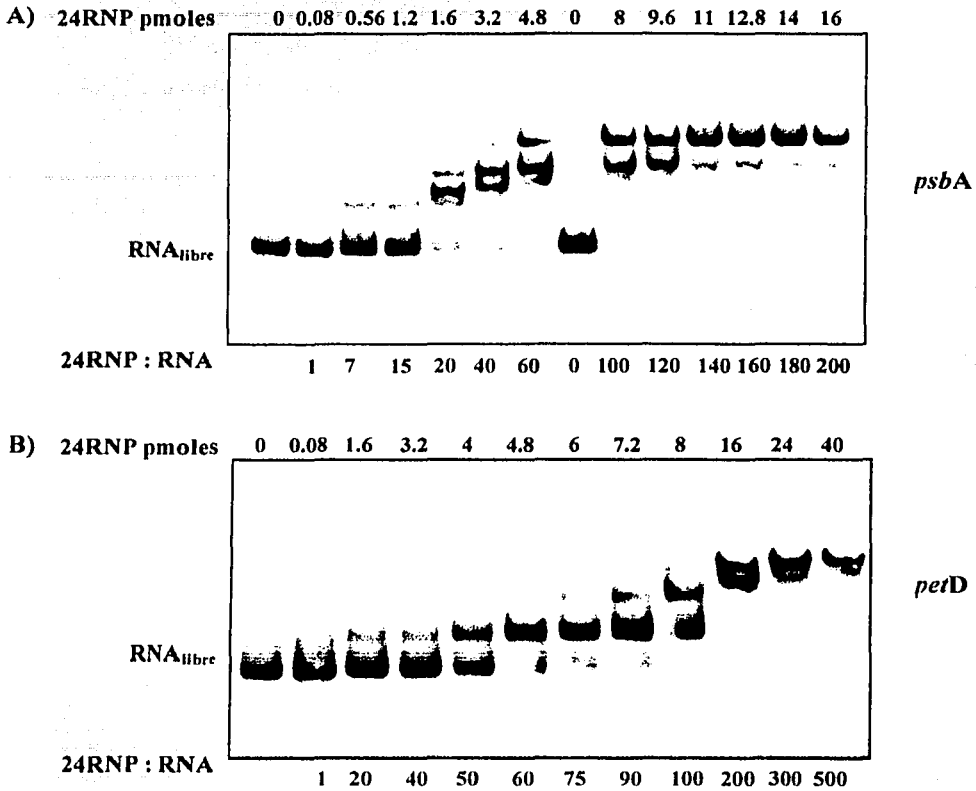 A) 24RNP pmoles 0 0.08 0.56 1.2 1.6 3.2 4.8 0 8 9.6 11 12.8 14 16
psbA
RNAlibre
24RNP : RNA 1 7 15 20 40 60 0 100 120 140 160 180 200
B) 24RNP pmoles 0 0.08 1.6 3.2 4 4.8 6 7.2 8 16 24 40
petD
RNAlibre
24RNP : RNA 1 20 40 50 60 75 90 100 200 300 500